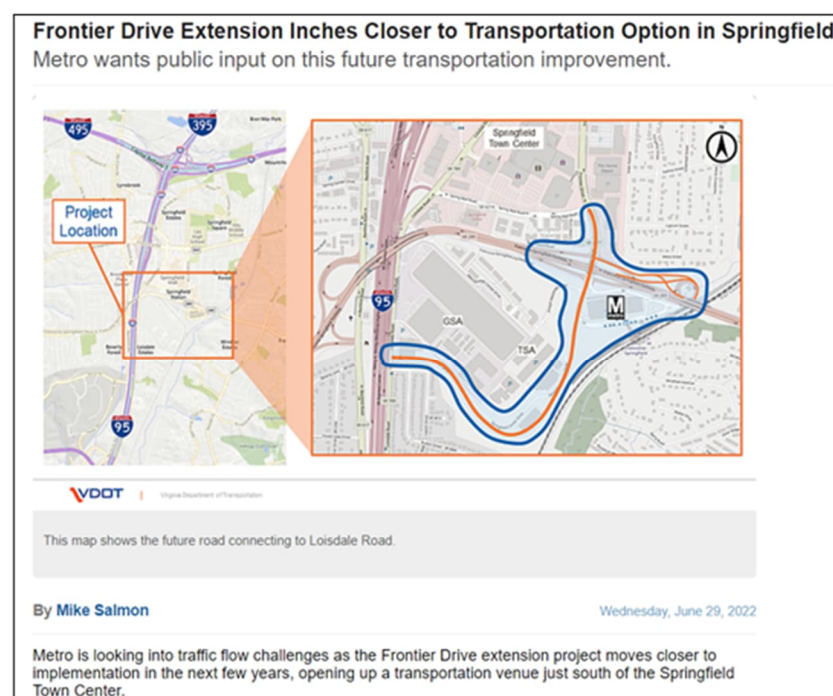 Frontier Drive Extension Inches Closer to Transportation Option in Springfield
Metro wants public input on this future transportation improvement.
495
395
Project
Location
95
Springfield
Town Center
N
95
GSA
TSA
M
VDOT | Virginia Department of Transportation
This map shows the future road connecting to Loisdale Road.
By Mike Salmon
Wednesday, June 29, 2022
Metro is looking into traffic flow challenges as the Frontier Drive extension project moves closer to
implementation in the next few years, opening up a transportation venue just south of the Springfield
Town Center.